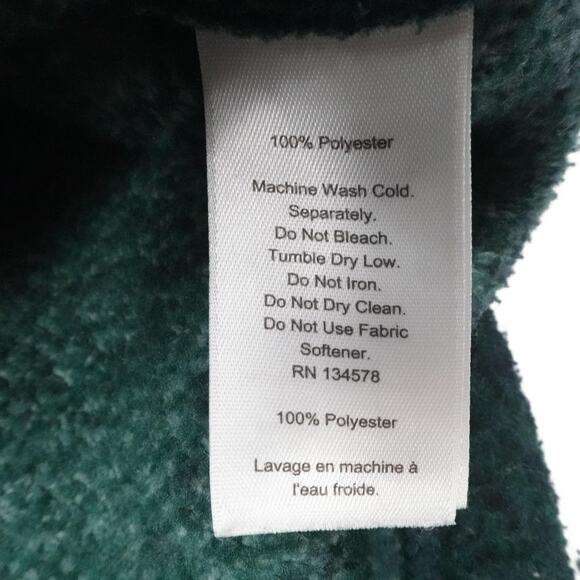 100% Polyester
Machine Wash Cold.
Separately.
Do Not Bleach.
Tumble Dry Low.
Do Not Iron.
Do Not Dry Clean.
Do Not Use Fabric
Softener.
RN 134578
100% Polyester
Lavage en machine à
l'eau froide.